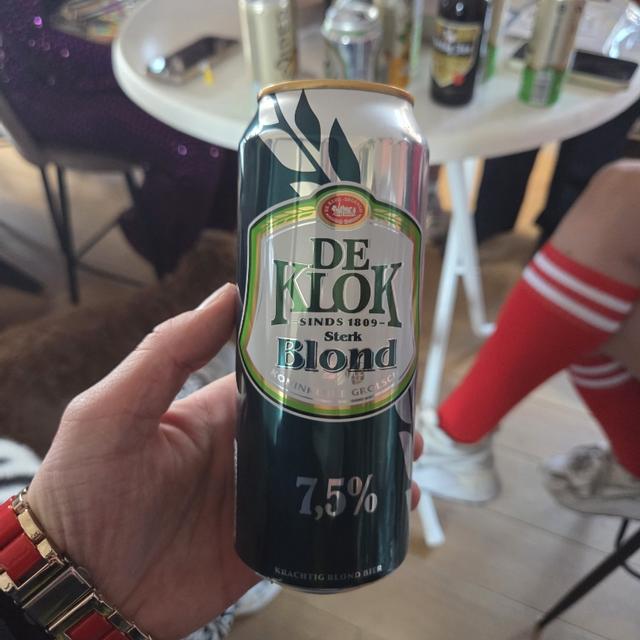 DE
KLOK
-SINDS 1809-
Sterk
Blond
7,5%
KRACHTIG BLOND BIER